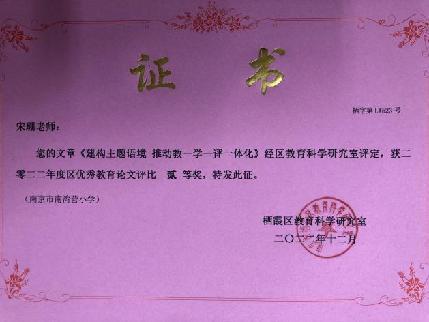 证书
老师：
您的文章《建构主题语境 推动教一学一评一体化》经区教育科学研究室评定，获二
零二二年度区优秀教育论文评比 贰 等奖，特发此证。
（南京市南湾营小学）
栖霞区教育科学研究室
二〇二二年十二月